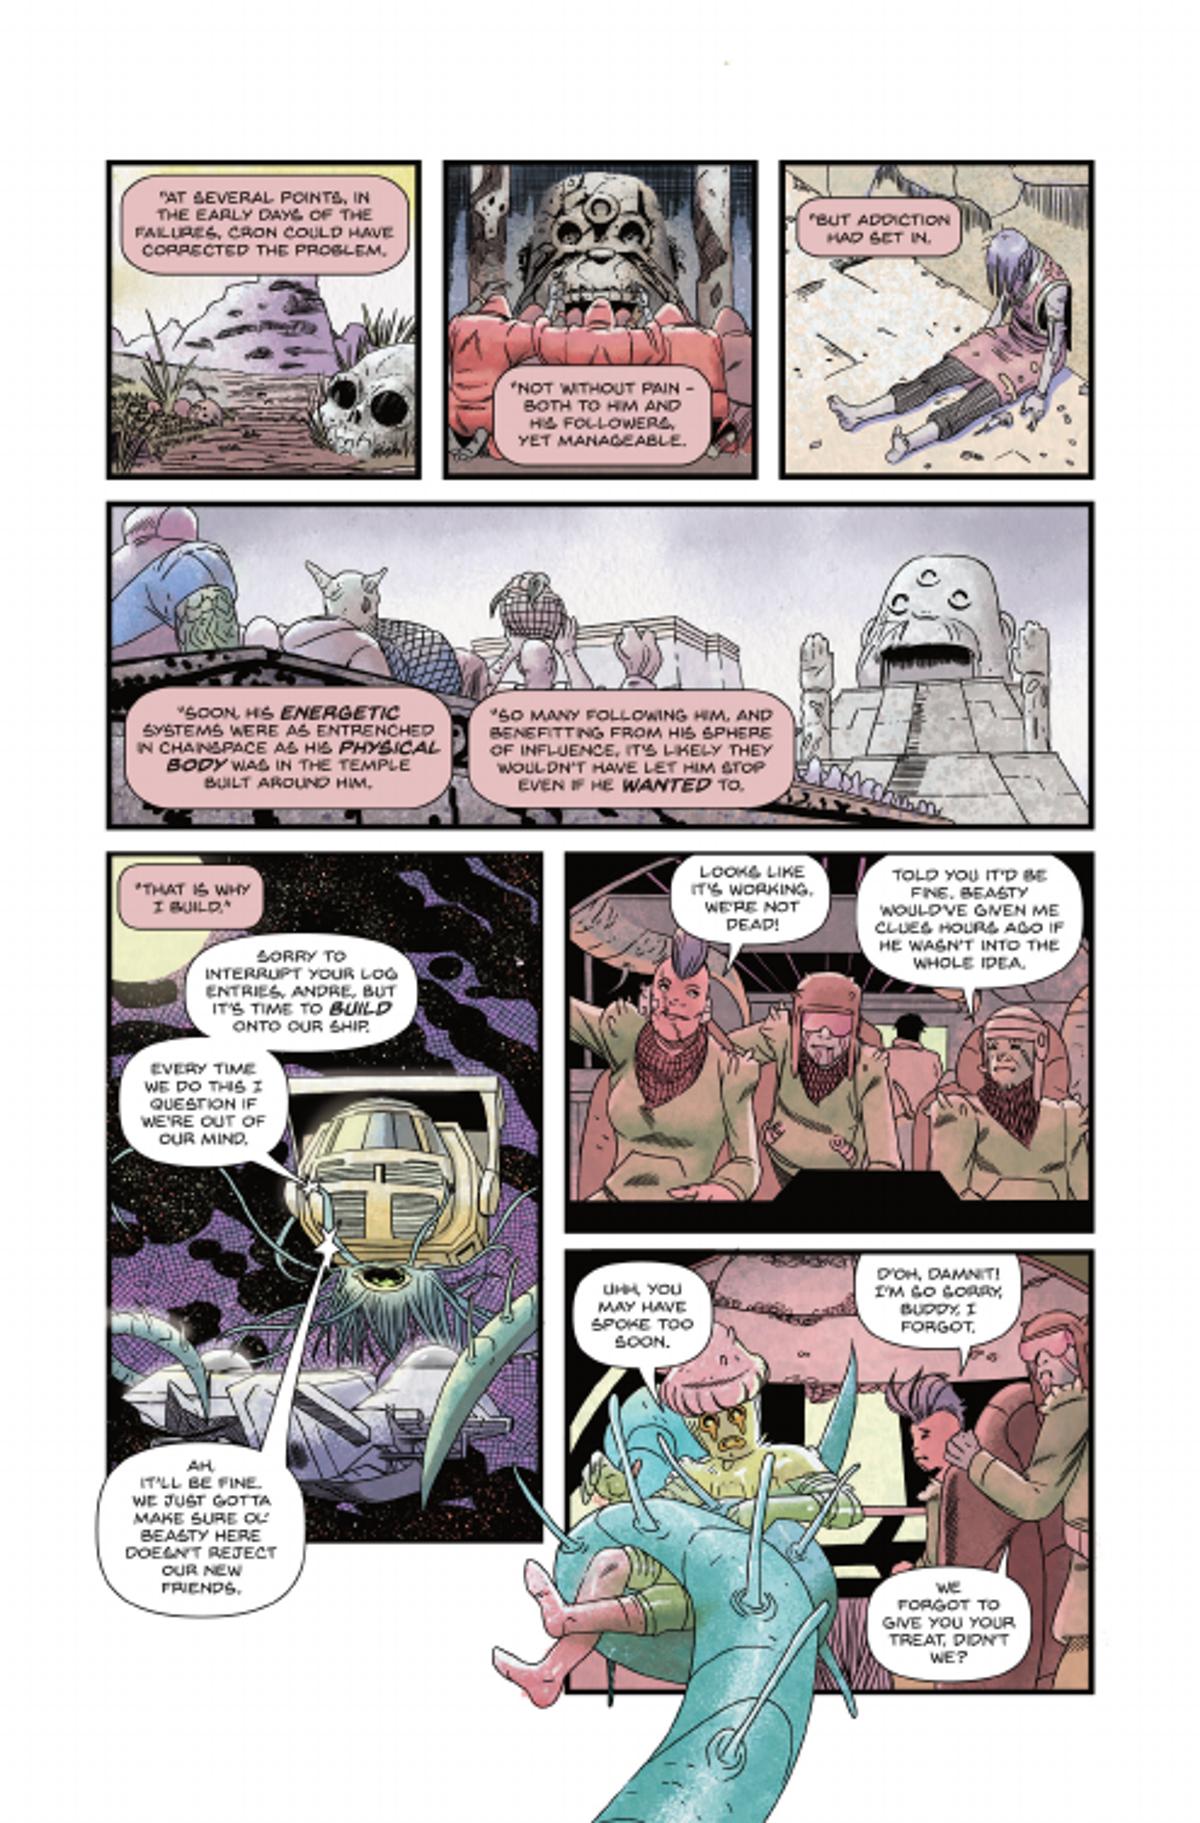 "AT SEVERAL POINTS, IN
THE EARLY DAYS OF THE
FAILURES, CRON COULD HAVE
CORRECTED THE PROBLEM.
"NOT WITHOUT PAIN -
BOTH TO HIM AND
HIS FOLLOWERS,
YET MANAGEABLE.
"BUT ADDICTION
HAD SET IN.
"SOON, HIS ENERGETIC
SYSTEMS WERE AS ENTRENCHED
IN CHAINSPACE AS HIS PHYSICAL
BODY WAS IN THE TEMPLE
BUILT AROUND HIM.
"SO MANY FOLLOWING HIM, AND
BENEFITTING FROM HIS SPHERE
OF INFLUENCE, IT'S LIKELY THEY
WOULDN'T HAVE LET HIM STOP
EVEN IF HE WANTED TO.
"THAT IS WHY
I BUILD."
SORRY TO
INTERRUPT YOUR LOG
ENTRIES, ANDRE, BUT
IT'S TIME TO BUILD
ONTO OUR SHIP.
EVERY TIME
WE DO THIS I
QUESTION IF
WE'RE OUT OF
OUR MIND.
AH,
IT'LL BE FINE.
WE JUST GOTTA
MAKE SURE OL'
BEASTY HERE
DOESN'T REJECT
OUR NEW
FRIENDS.
LOOKS LIKE
IT'S WORKING.
WE'RE NOT
DEAD!
TOLD YOU IT'D BE
FINE. BEASTY
WOULD'VE GIVEN ME
CLUES HOURS AGO IF
HE WASN'T INTO THE
WHOLE IDEA.
UHH, YOU
MAY HAVE
SPOKE TOO
SOON.
D'OH, DAMNIT!
I'M SO SORRY,
BUDDY, I
FORGOT.
WE
FORGOT TO
GIVE YOU YOUR
TREAT, DIDN'T
WE?